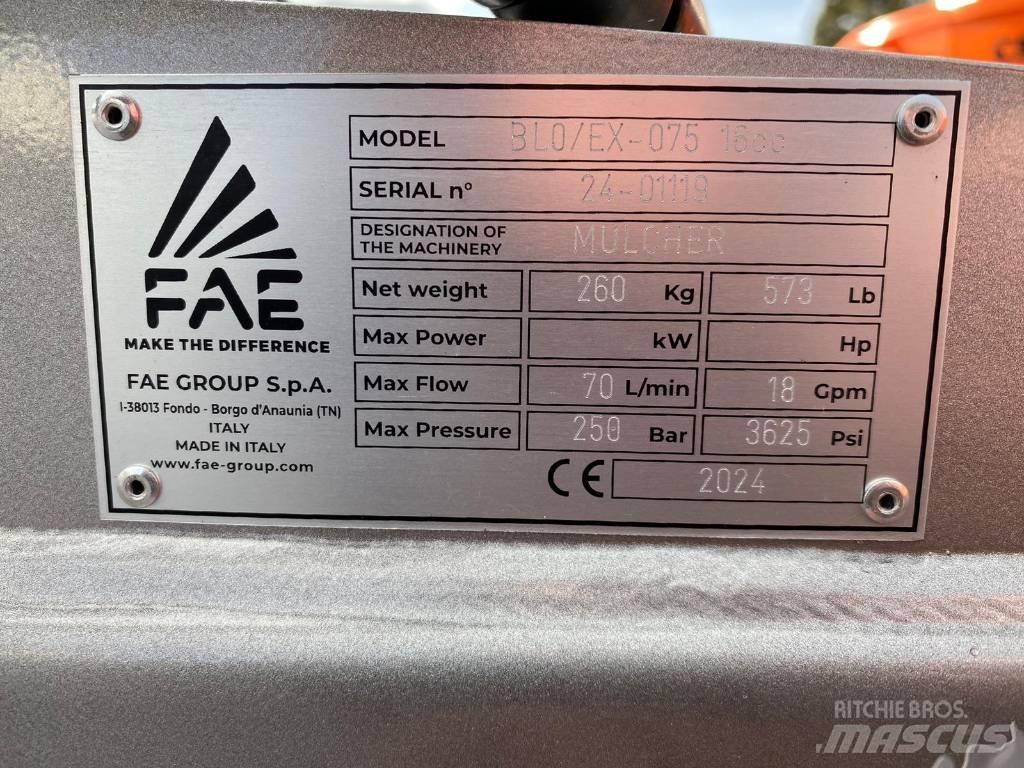 FAE
MAKE THE DIFFERENCE
FAE GROUP S.p.A.
I-38013 Fondo - Borgo d'Anaunia (TN)
ITALY
MADE IN ITALY
www.fae-group.com
MODEL BL0/EX-075 16cc
SERIAL n° 24-01119
DESIGNATION OF
THE MACHINERY MULCHER
Net weight 260 Kg 573 Lb
Max Power kW Hp
Max Flow 70 L/min 18 Gpm
Max Pressure 250 Bar 3625 Psi
CE 2024
RITCHIE BROS.
MASCUS